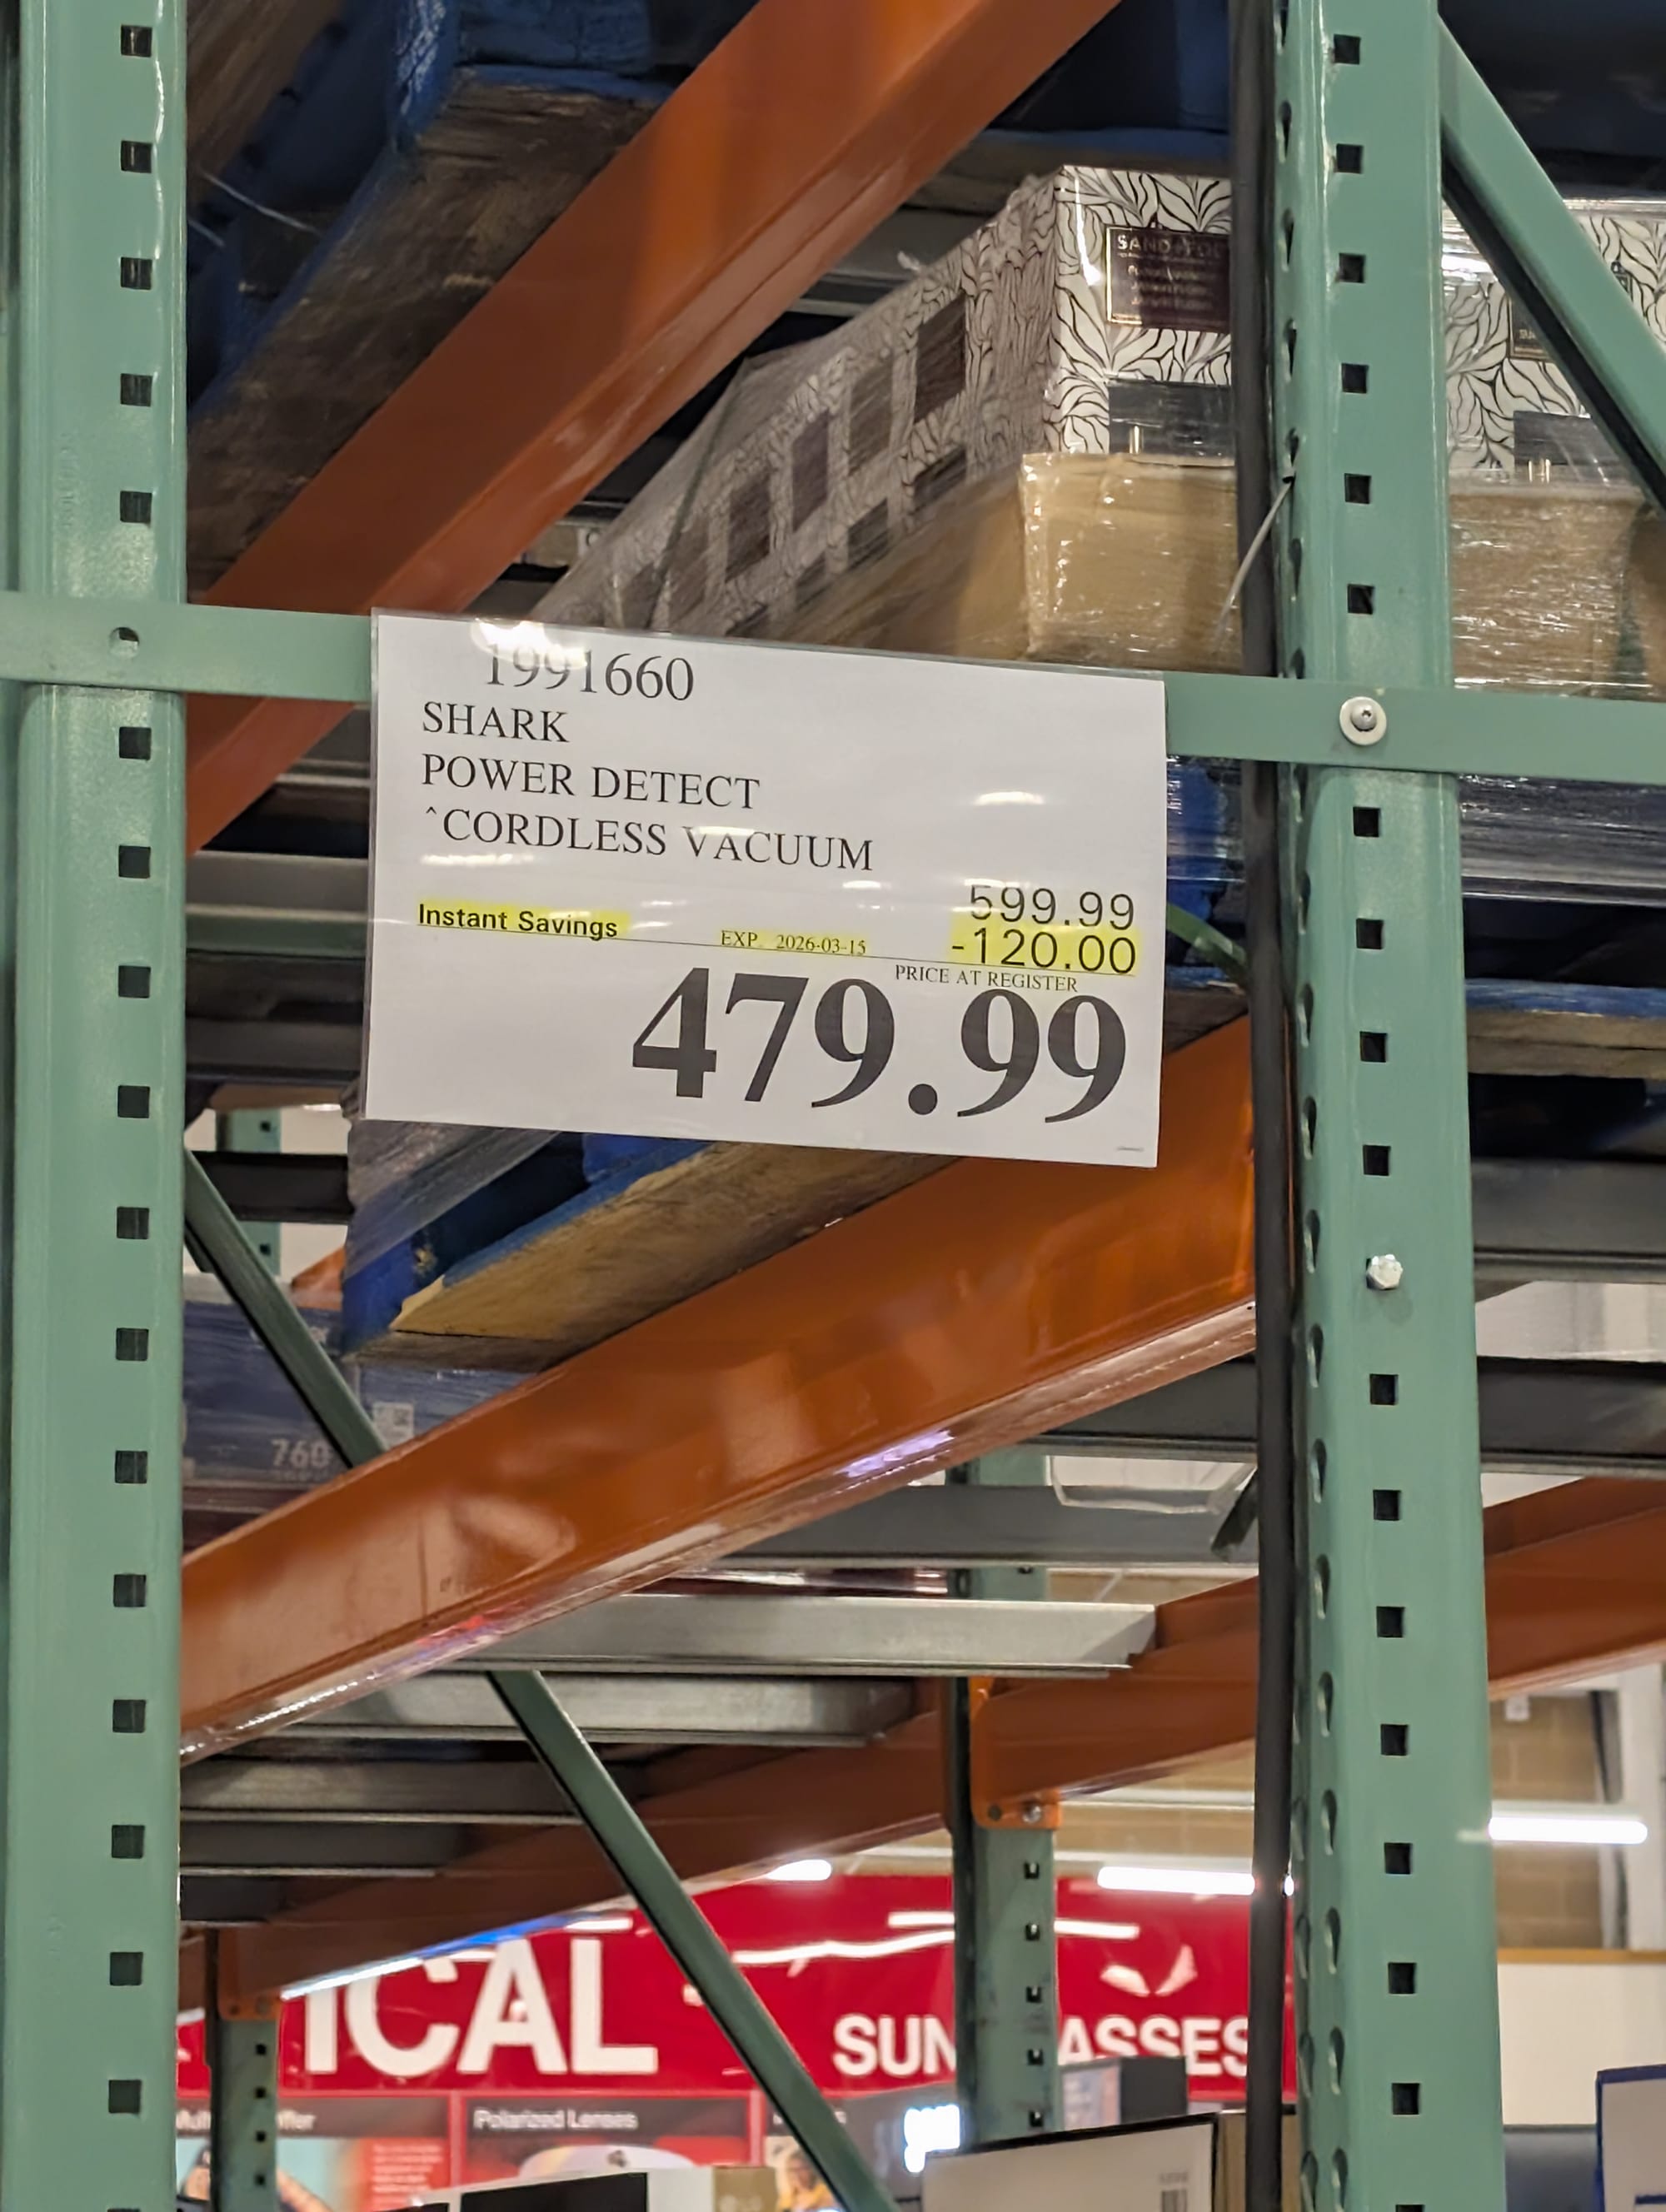 1991660
SHARK
POWER DETECT
^CORDLESS VACUUM
599.99
Instant Savings EXP. 2026-03-15 -120.00
PRICE AT REGISTER
479.99
760
ICAL
SUN ASSES
Polarized Lenses